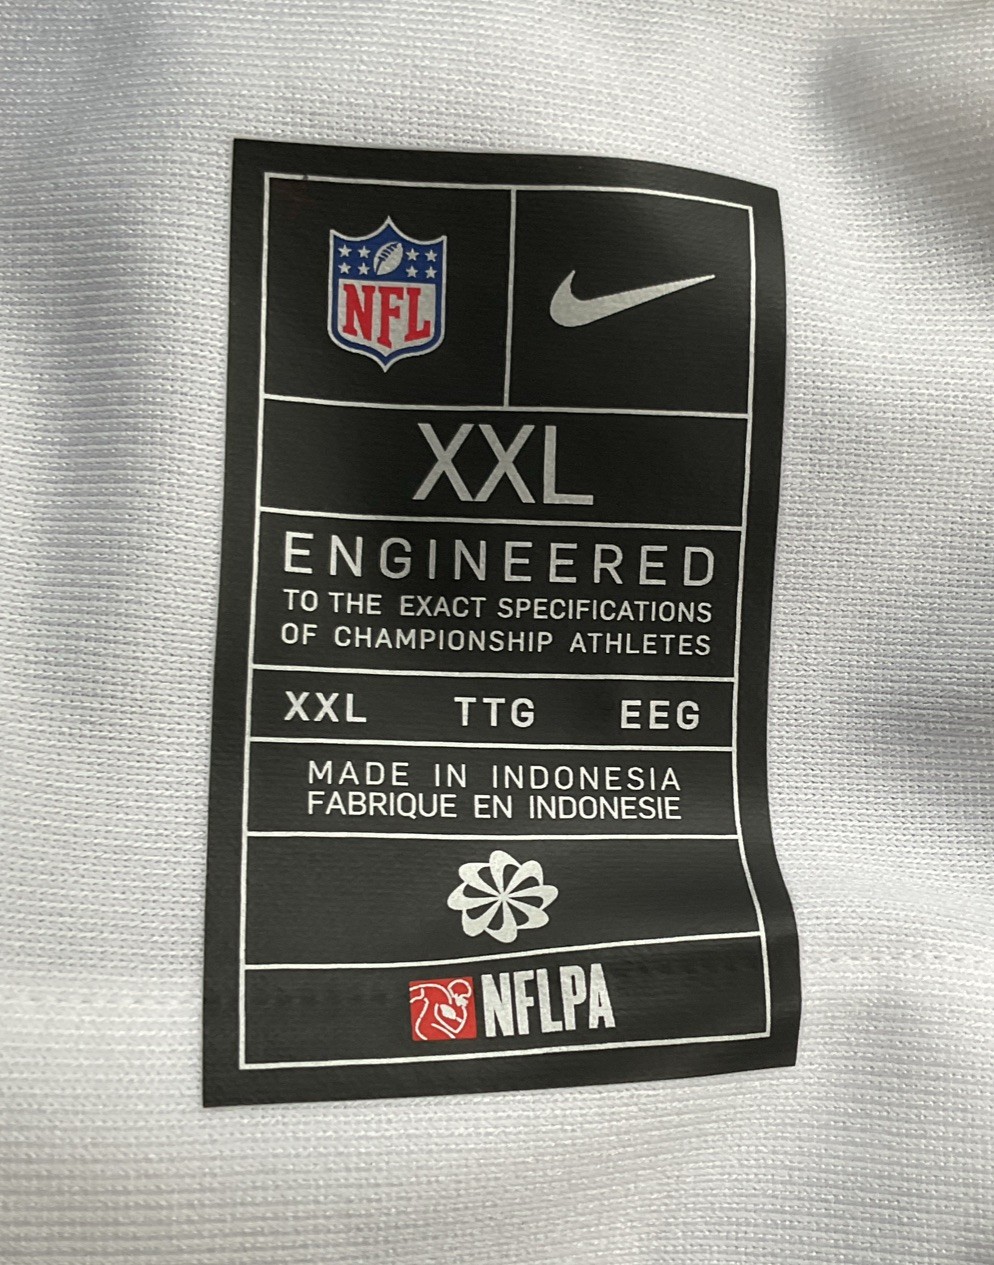 NFL
XXL
ENGINEERED
TO THE EXACT SPECIFICATIONS
OF CHAMPIONSHIP ATHLETES
XXL TTG EEG
MADE IN INDONESIA
FABRIQUE EN INDONESIE
NFLPA